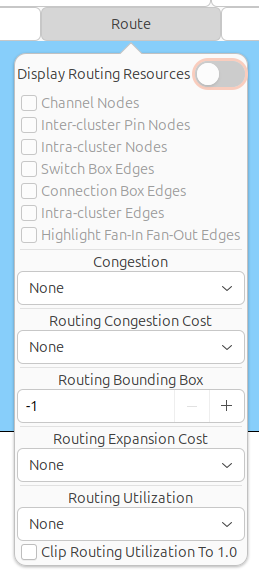 Route
Display Routing Resources
Channel Nodes
Inter-cluster Pin Nodes
Intra-cluster Nodes
Switch Box Edges
Connection Box Edges
Intra-cluster Edges
Highlight Fan-In Fan-Out Edges
Congestion
None
Routing Congestion Cost
None
Routing Bounding Box
-1
Routing Expansion Cost
None
Routing Utilization
None
Clip Routing Utilization To 1.0